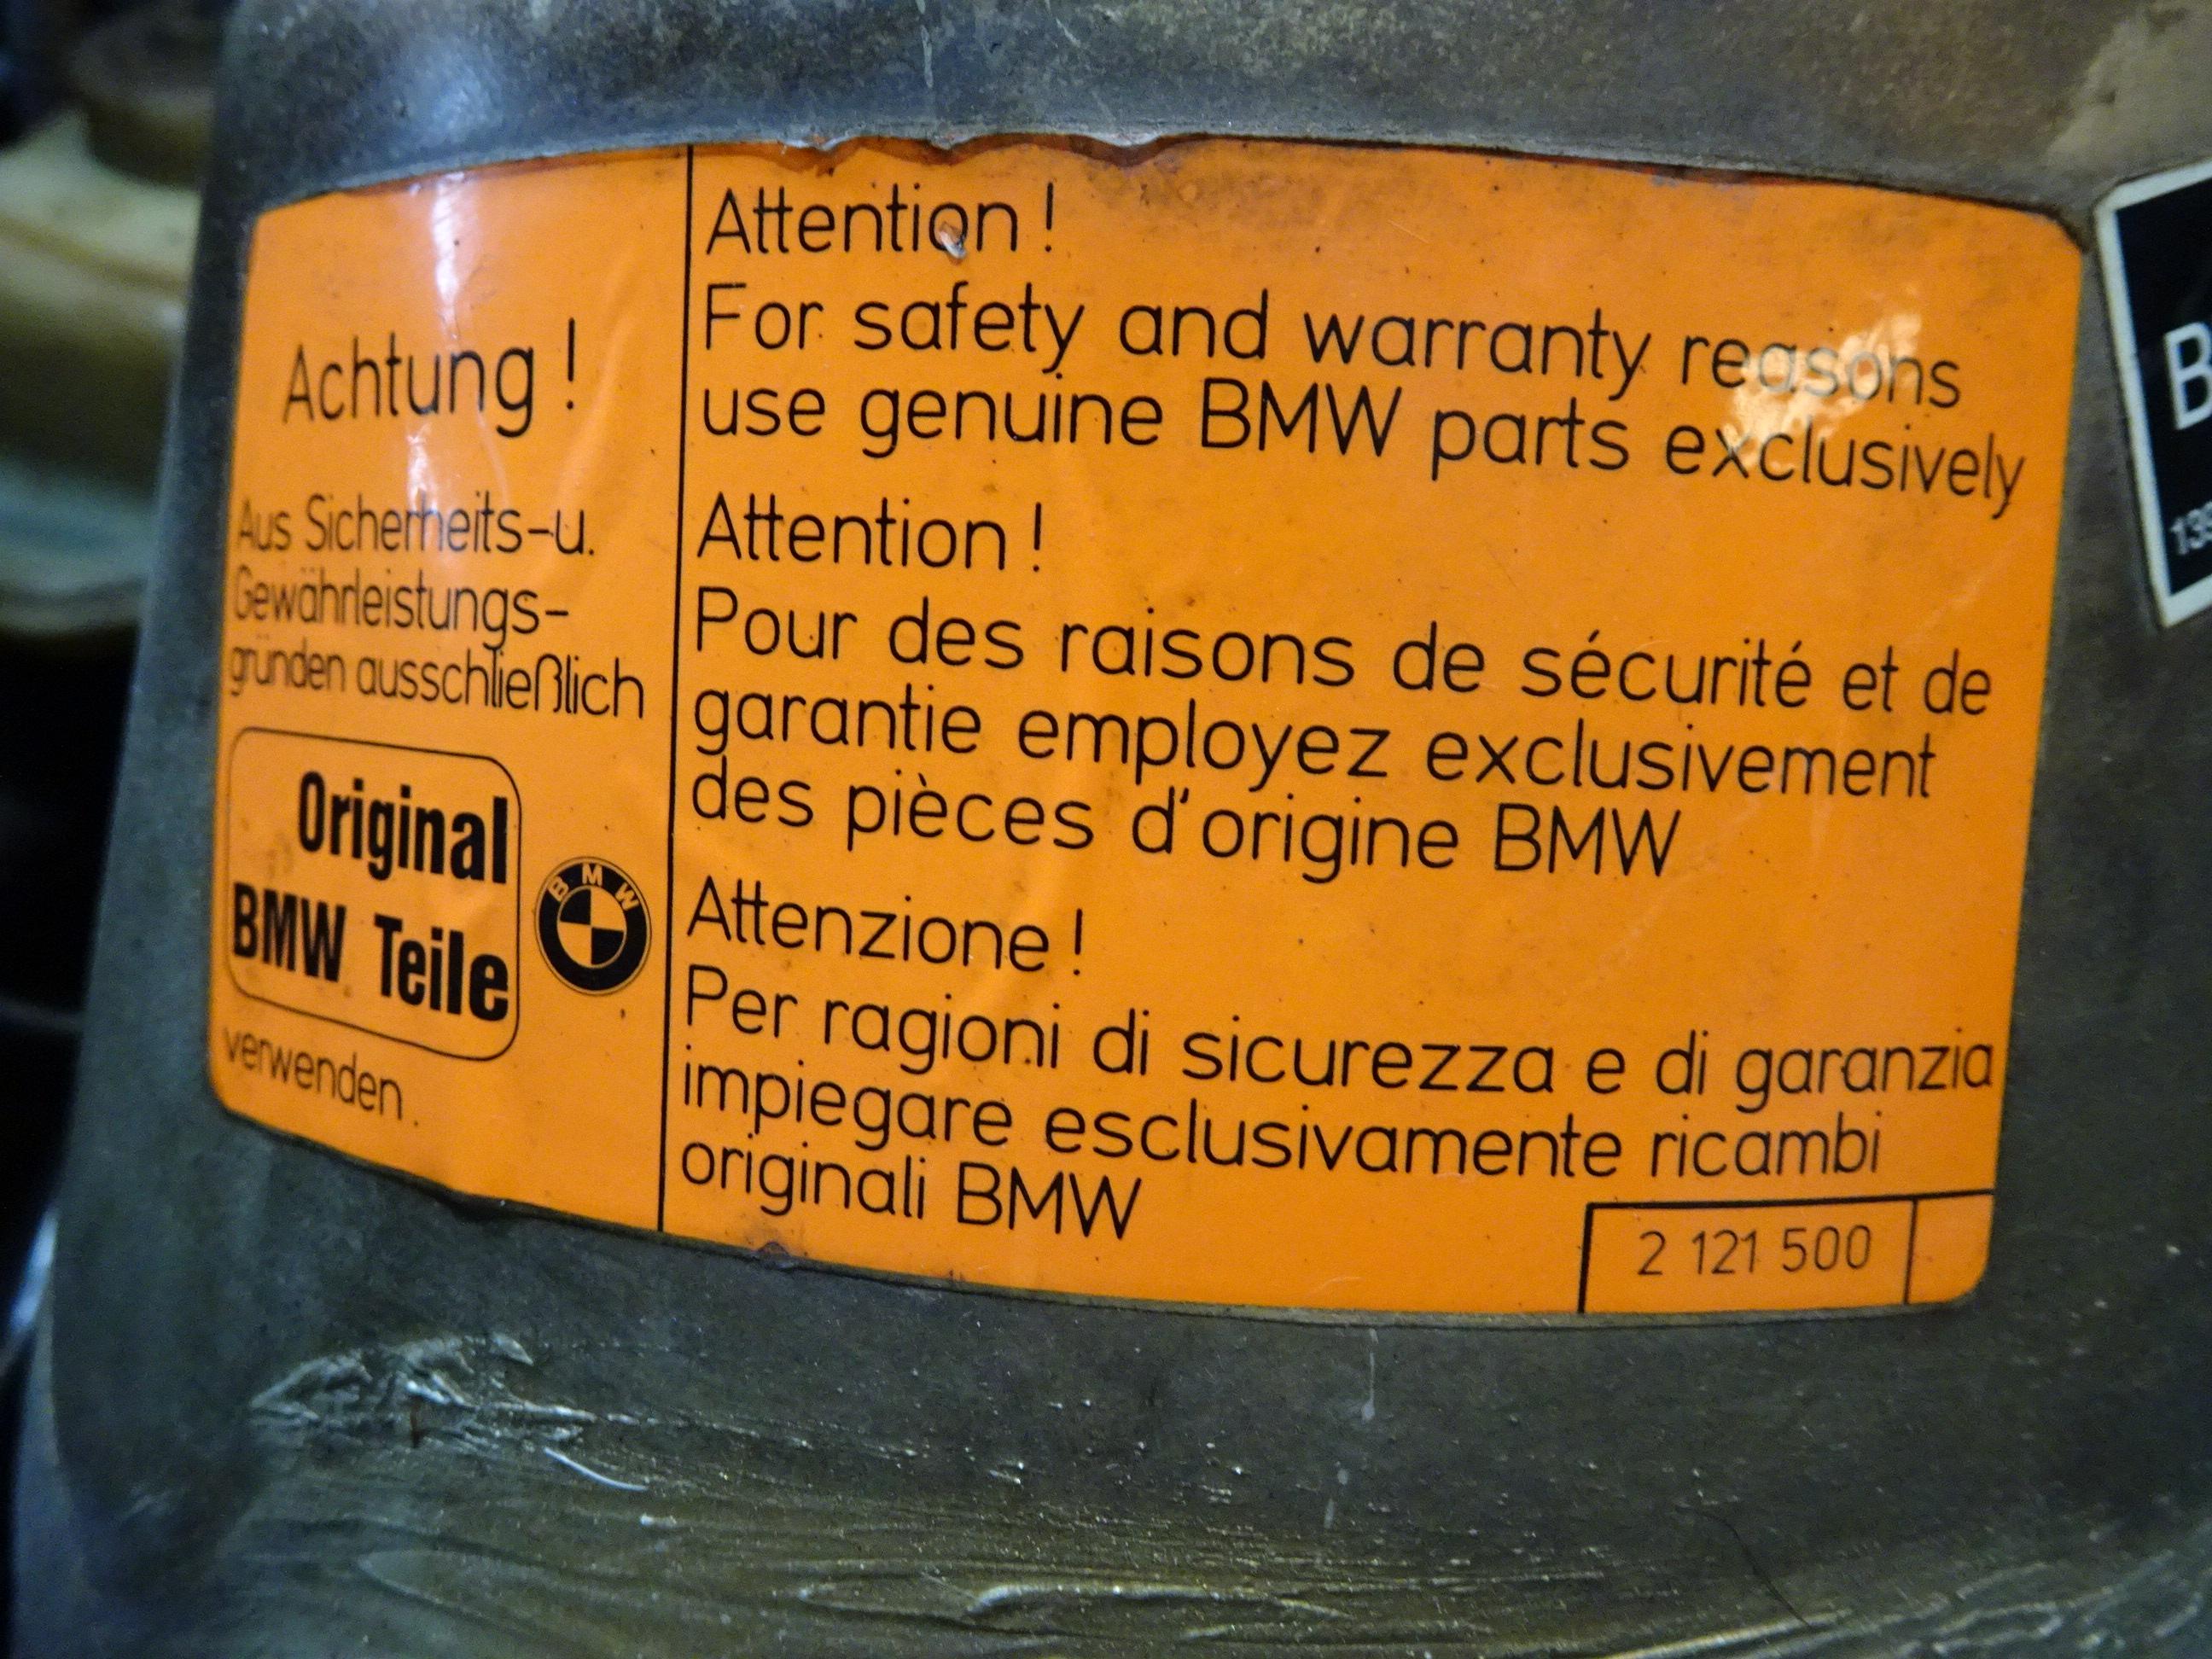 Achtung !
Aus Sicherheits-u.
Gewährleistungs-
gründen ausschließlich
Original
BMW Teile
BMW
verwenden.
Attention !
For safety and warranty reasons
use genuine BMW parts exclusively
Attention !
Pour des raisons de sécurité et de
garantie employez exclusivement
des pièces d'origine BMW
Attenzione !
Per ragioni di sicurezza e di garanzia
impiegare esclusivamente ricambi
originali BMW
2 121 500